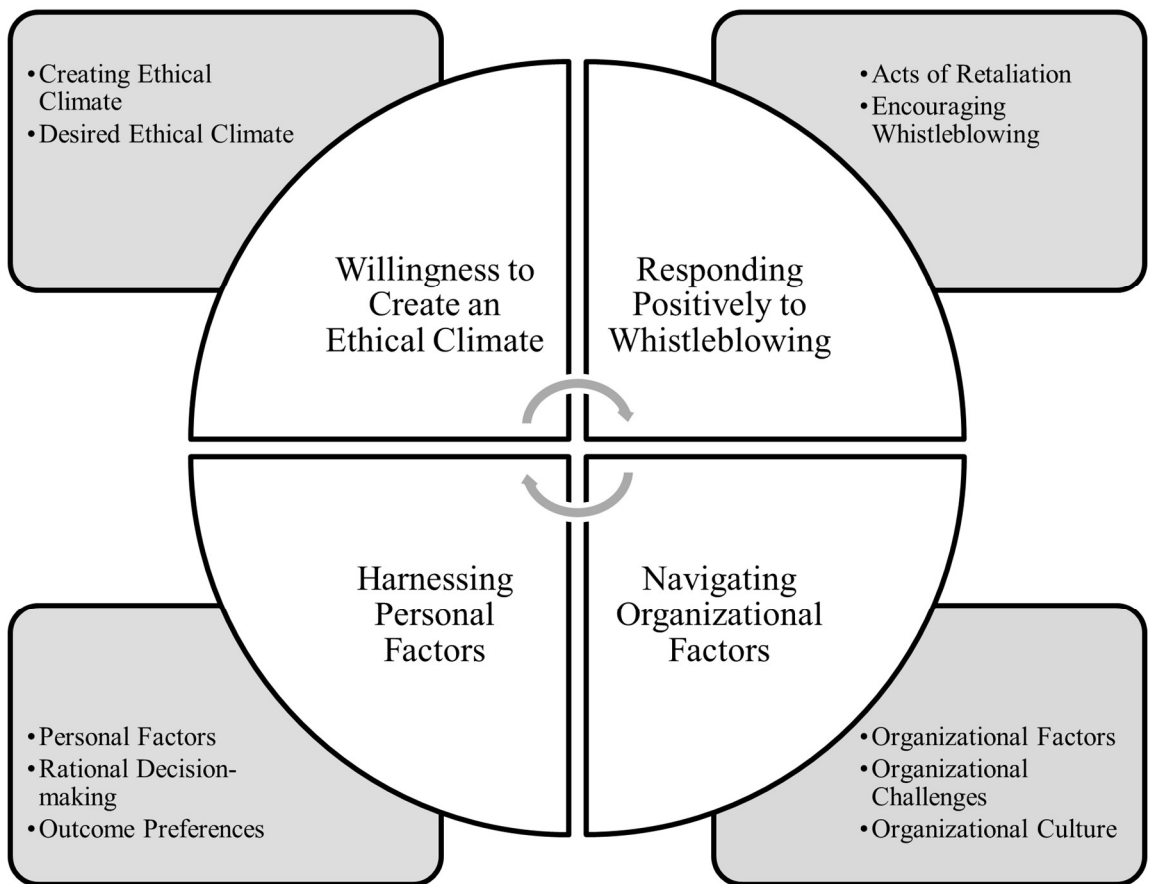 • Creating Ethical
Climate
• Desired Ethical Climate
• Acts of Retaliation
• Encouraging
Whistleblowing
Willingness to
Create an
Ethical Climate
Responding
Positively to
Whistleblowing
Harnessing
Personal
Factors
Navigating
Organizational
Factors
• Personal Factors
• Rational Decision-
making
• Outcome Preferences
• Organizational Factors
• Organizational
Challenges
• Organizational Culture